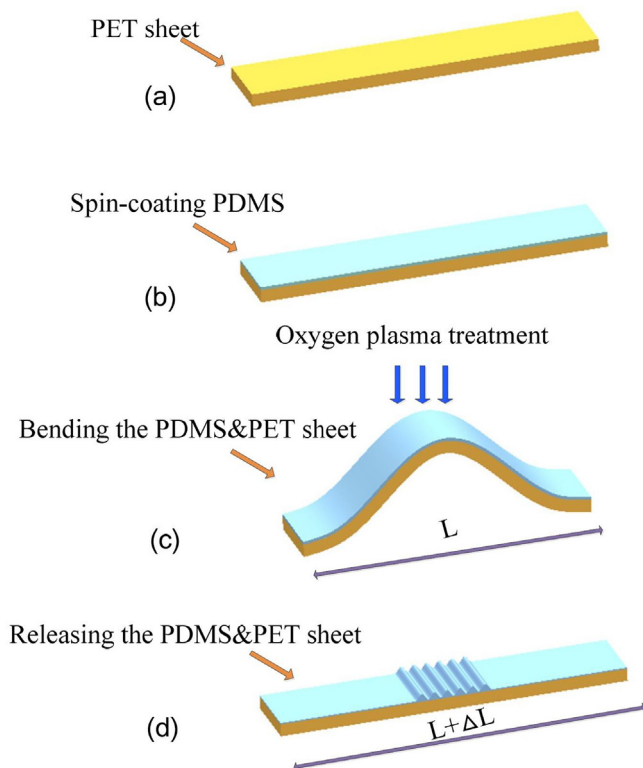 PET sheet
(a)
Spin-coating PDMS
(b)
Oxygen plasma treatment
Bending the PDMS&PET sheet
(c)
L
Releasing the PDMS&PET sheet
(d)
L+ΔL